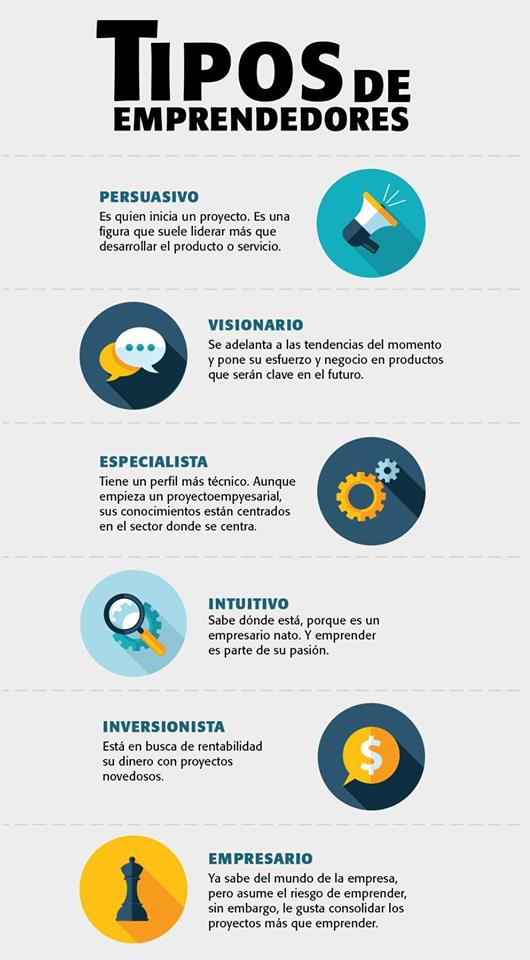 TIPOS DE
EMPRENDEDORES
PERSUASIVO
Es quien inicia un proyecto. Es una
figura que suele liderar más que
desarrollar el producto o servicio.
VISIONARIO
Se adelanta a las tendencias del momento
y pone su esfuerzo y negocio en productos
que serán clave en el futuro.
ESPECIALISTA
Tiene un perfil más técnico. Aunque
empieza un proyectoempyesarial,
sus conocimientos están centrados
en el sector donde se centra.
INTUITIVO
Sabe dónde está, porque es un
empresario nato. Y emprender
es parte de su pasión.
INVERSIONISTA
Está en busca de rentabilidad
su dinero con proyectos
novedosos.
$
EMPRESARIO
Ya sabe del mundo de la empresa,
pero asume el riesgo de emprender,
sin embargo, le gusta consolidar los
proyectos más que emprender.